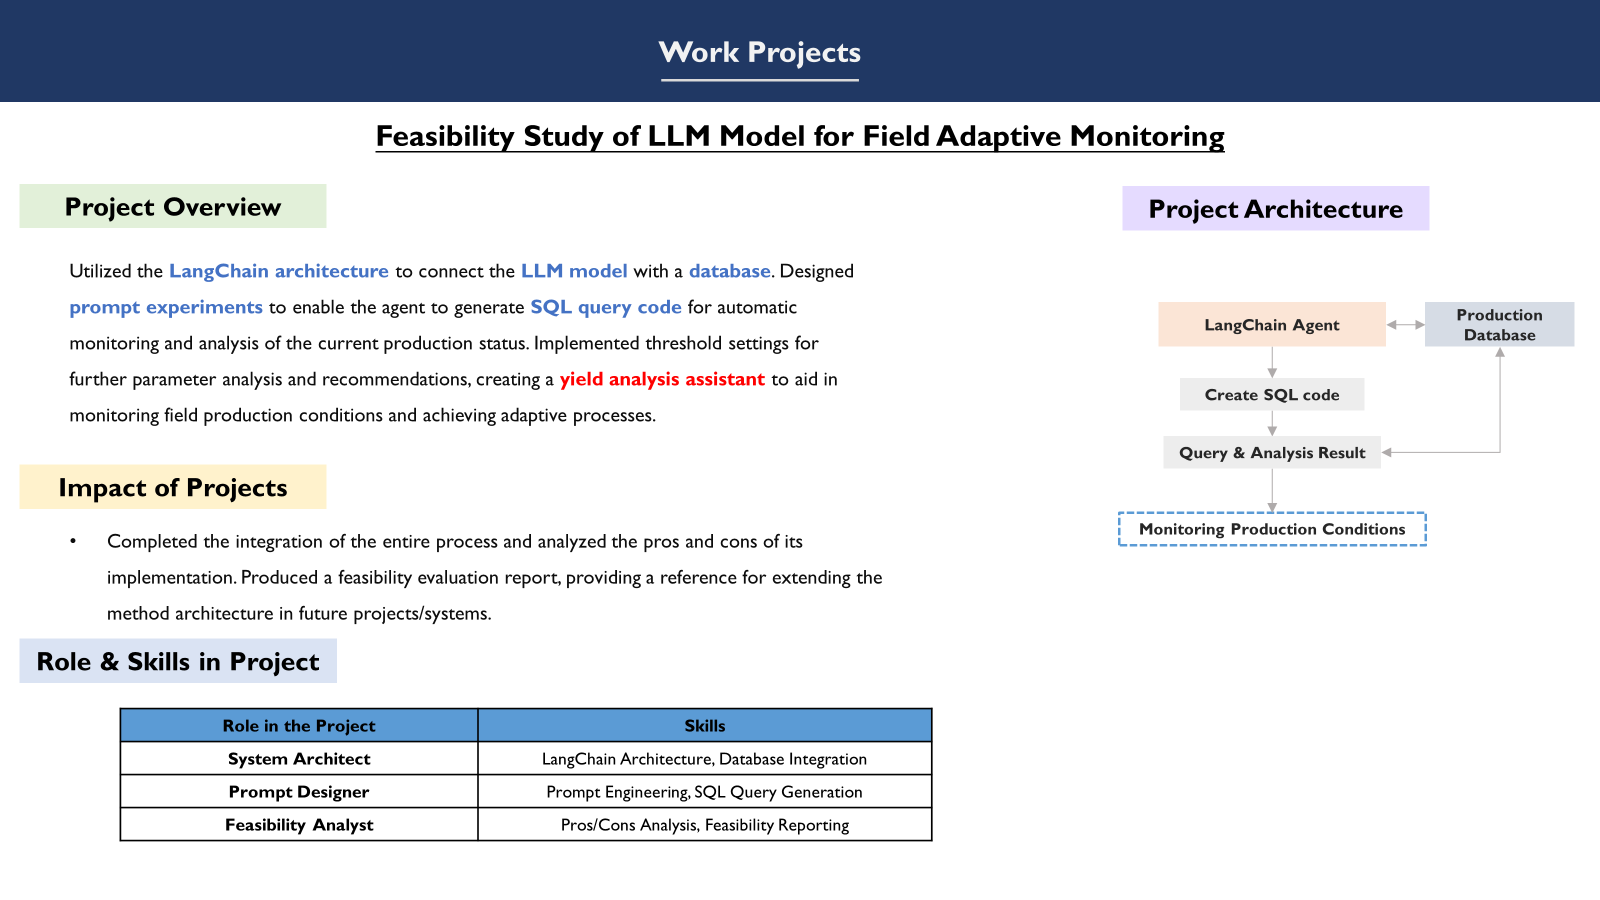 Work Projects
Feasibility Study of LLM Model for Field Adaptive Monitoring
Project Overview
Utilized the LangChain architecture to connect the LLM model with a database. Designed
prompt experiments to enable the agent to generate SQL query code for automatic
monitoring and analysis of the current production status. Implemented threshold settings for
further parameter analysis and recommendations, creating a yield analysis assistant to aid in
monitoring field production conditions and achieving adaptive processes.
Impact of Projects
• Completed the integration of the entire process and analyzed the pros and cons of its
implementation. Produced a feasibility evaluation report, providing a reference for extending the
method architecture in future projects/systems.
Role & Skills in Project
Role in the Project Skills
System Architect LangChain Architecture, Database Integration
Prompt Designer Prompt Engineering, SQL Query Generation
Feasibility Analyst Pros/Cons Analysis, Feasibility Reporting
Project Architecture
LangChain Agent
Production
Database
Create SQL code
Query & Analysis Result
Monitoring Production Conditions